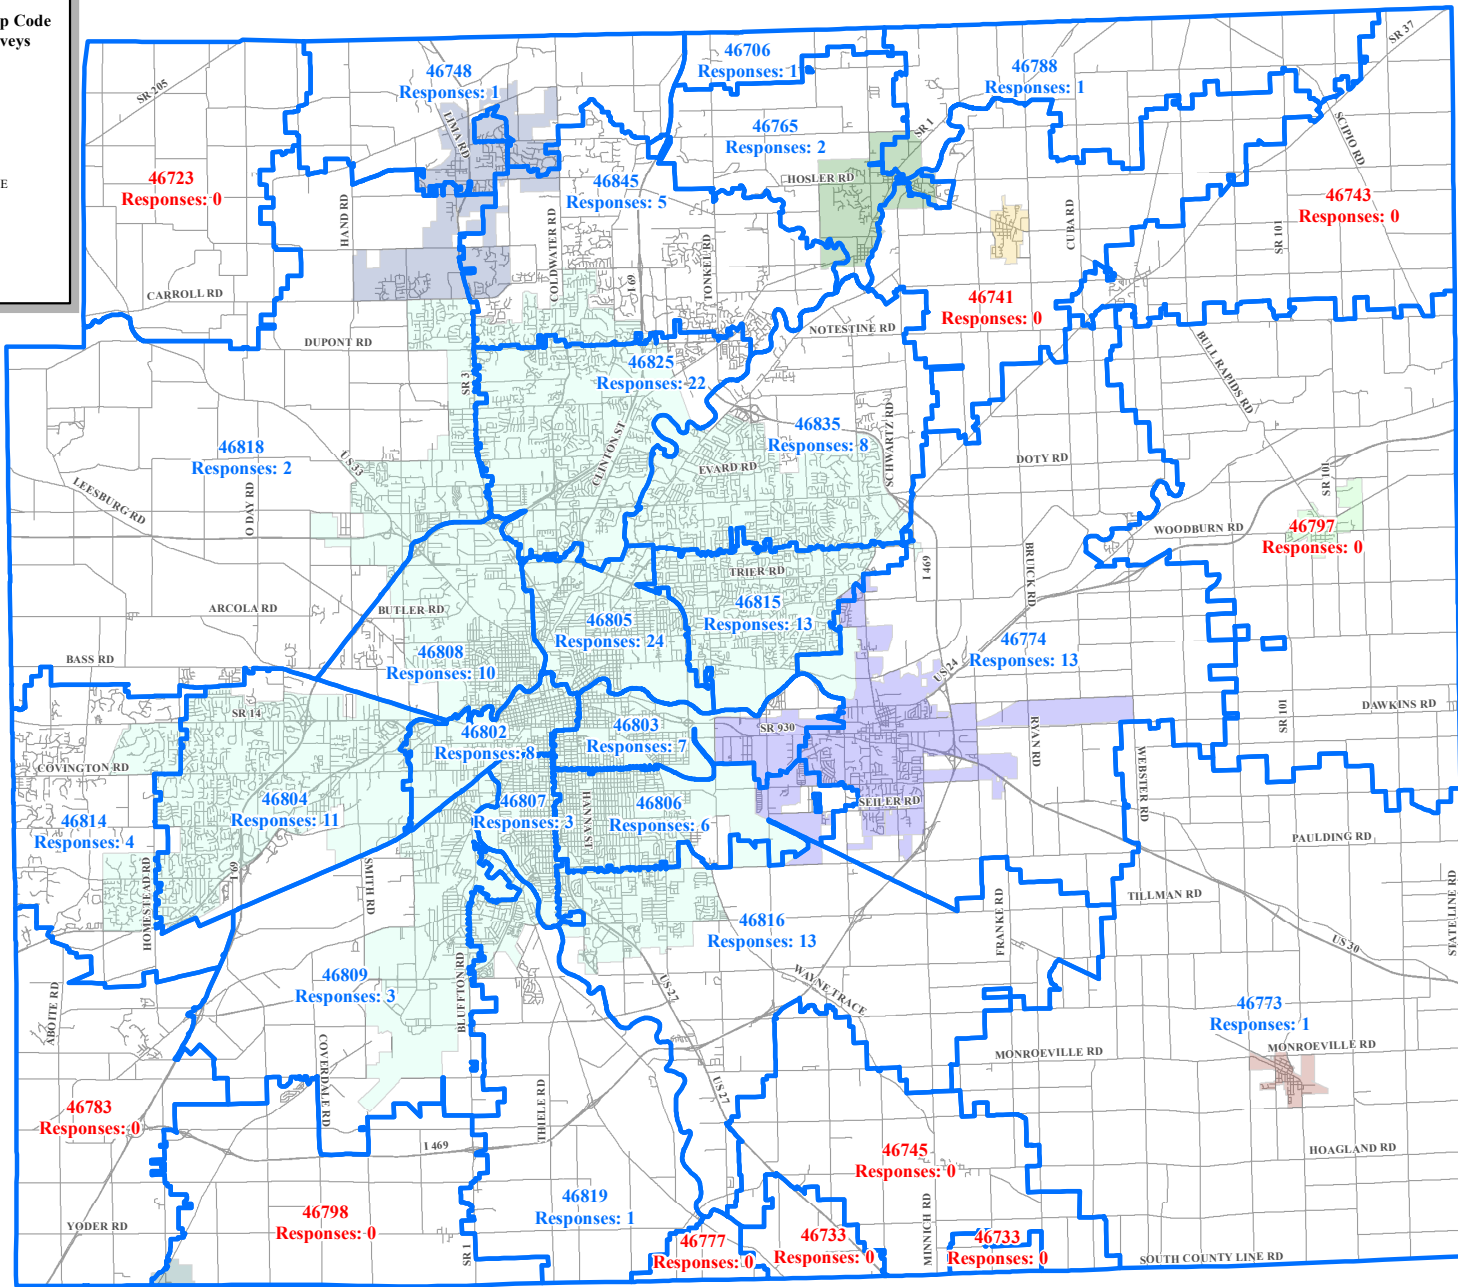 p Code
veys
E
46706
Responses: 1
46748
Responses: 1
46788
Responses: 1
SR 37
SR 205
LIMA RD
46765
Responses: 2
SR 1
SCIPIO RD
46723
Responses: 0
46845
Responses: 5
HOSLER RD
46743
Responses: 0
HAND RD
COLDWATER RD
TONKEL RD
I 69
CUBA RD
SR 101
CARROLL RD
46741
Responses: 0
NOTESTINE RD
DUPONT RD
46825
Responses: 22
SR 3
BULL RAPIDS RD
46835
Responses: 8
SCHWARTZ RD
46818
Responses: 2
US 33
CLINTON ST
EVARD RD
DOTY RD
SR 101
LEESBURG RD
O DAY RD
WOODBURN RD
46797
Responses: 0
TRIER RD
I 469
BRUICK RD
ARCOLA RD
BUTLER RD
46805
Responses: 24
46815
Responses: 13
46774
Responses: 13
BASS RD
46808
Responses: 10
US 24
SR 14
SR 101
DAWKINS RD
46802
Responses: 8
46803
Responses: 7
SR 930
RYAN RD
COVINGTON RD
WEBSTER RD
46804
Responses: 11
46807
Responses: 3
HANNA ST
46806
Responses: 6
SEILER RD
46814
Responses: 4
PAULDING RD
HOMESTEAD RD
I 69
SMITH RD
TILLMAN RD
FRANKE RD
STATE LINE RD
46816
Responses: 13
US 30
46809
Responses: 3
BLUFFTON RD
US 27
WAYNE TRACE
ABOITE RD
46773
Responses: 1
MONROEVILLE RD
MONROEVILLE RD
COVERDALE RD
THIELE RD
US 27
46783
Responses: 0
I 469
46745
Responses: 0
HOAGLAND RD
46798
Responses: 0
46819
Responses: 1
YODER RD
SR 1
46777
Responses: 0
46733
Responses: 0
MINNICH RD
46733
Responses: 0
SOUTH COUNTY LINE RD